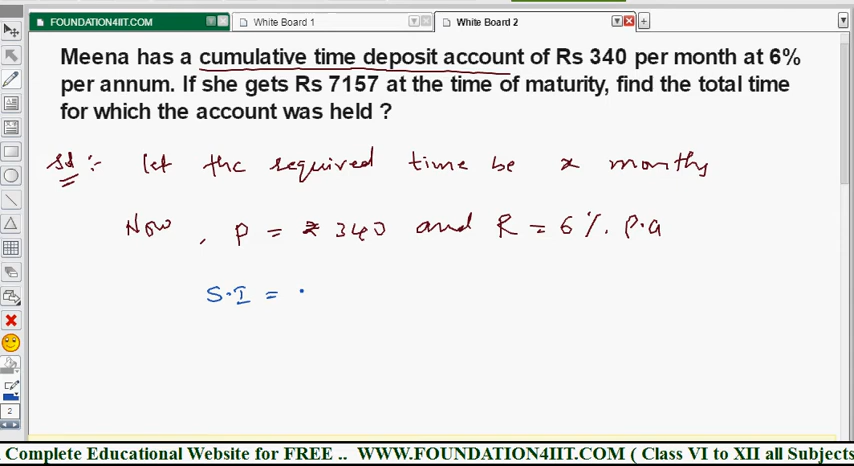 FOUNDATION4IIT.COM
White Board 1
White Board 2
Meena has a cumulative time deposit account of Rs 340 per month at 6%
per annum. If she gets Rs 7157 at the time of maturity, find the total time
for which the account was held ?
Sol :- let the required time be x months
Now , P = ₹ 340 and R = 6 %. P.a
S.I =
2
Complete Educational Website for FREE .. WWW.FOUNDATION4IIT.COM ( Class VI to XII all Subjects